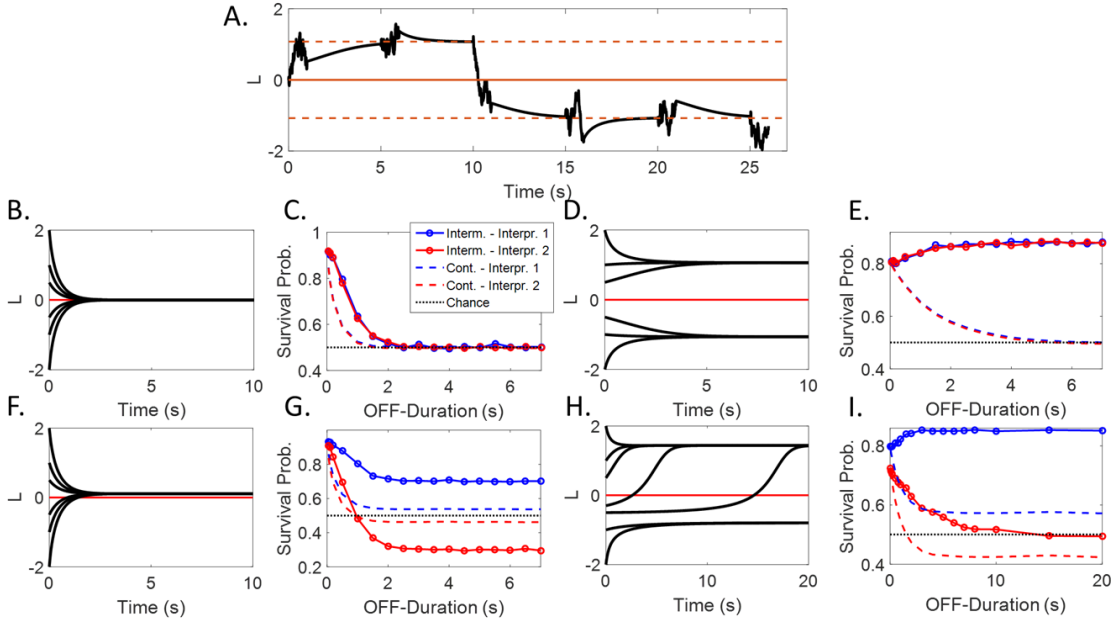 A.
2
0
-2
L
0 5 10 15 20 25
Time (s)
B.
2
0
-2
L
0 5 10
Time (s)
C.
1
0.8
0.6
0.4
Survival Prob.
0 2 4 6
OFF-Duration (s)
Interm. - Interpr. 1
Interm. - Interpr. 2
Cont. - Interpr. 1
Cont. - Interpr. 2
Chance
D.
2
0
-2
L
0 5 10
Time (s)
E.
0.8
0.6
0.4
Survival Prob.
0 2 4 6
OFF-Duration (s)
F.
2
0
-2
L
0 5 10
Time (s)
G.
0.8
0.6
0.4
0.2
Survival Prob.
0 2 4 6
OFF-Duration (s)
H.
2
0
-2
L
0 10 20
Time (s)
I.
0.8
0.6
0.4
Survival Prob.
0 10 20
OFF-Duration (s)